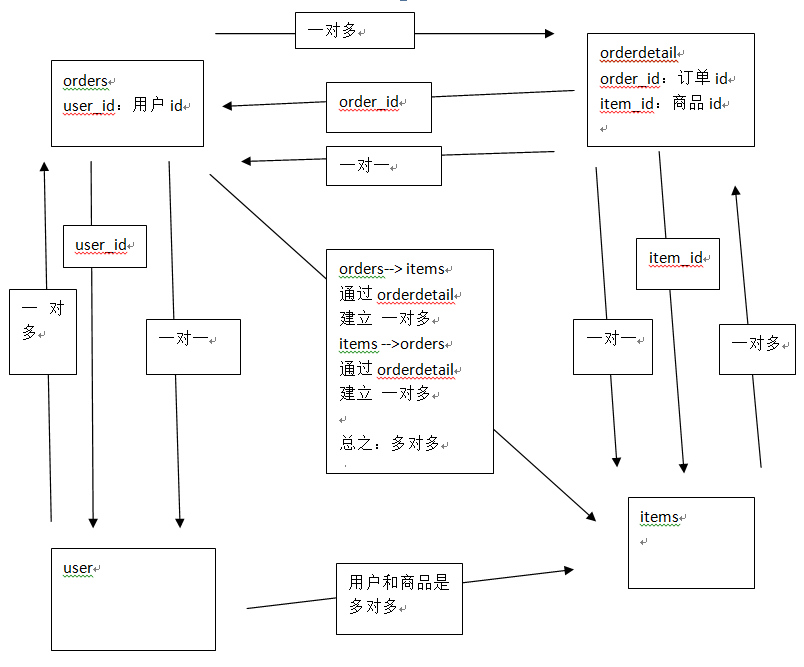 一对多
orders
user_id：用户 id
order_id
orderdetail
order_id：订单 id
item_id：商品 id
一对一
user_id
一 对
多
一对一
orders--> items
通过 orderdetail
建立 一对多
items -->orders
通过 orderdetail
建立 一对多
总之：多对多
item_id
一对一
一对多
items
user
用户和商品是
多对多